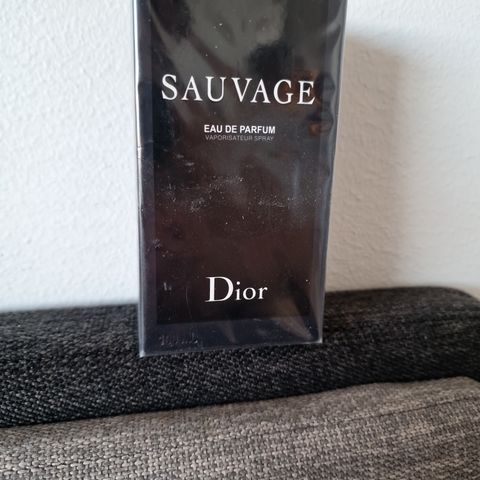 SAUVAGE
EAU DE PARFUM
VAPORISATEUR SPRAY
Dior